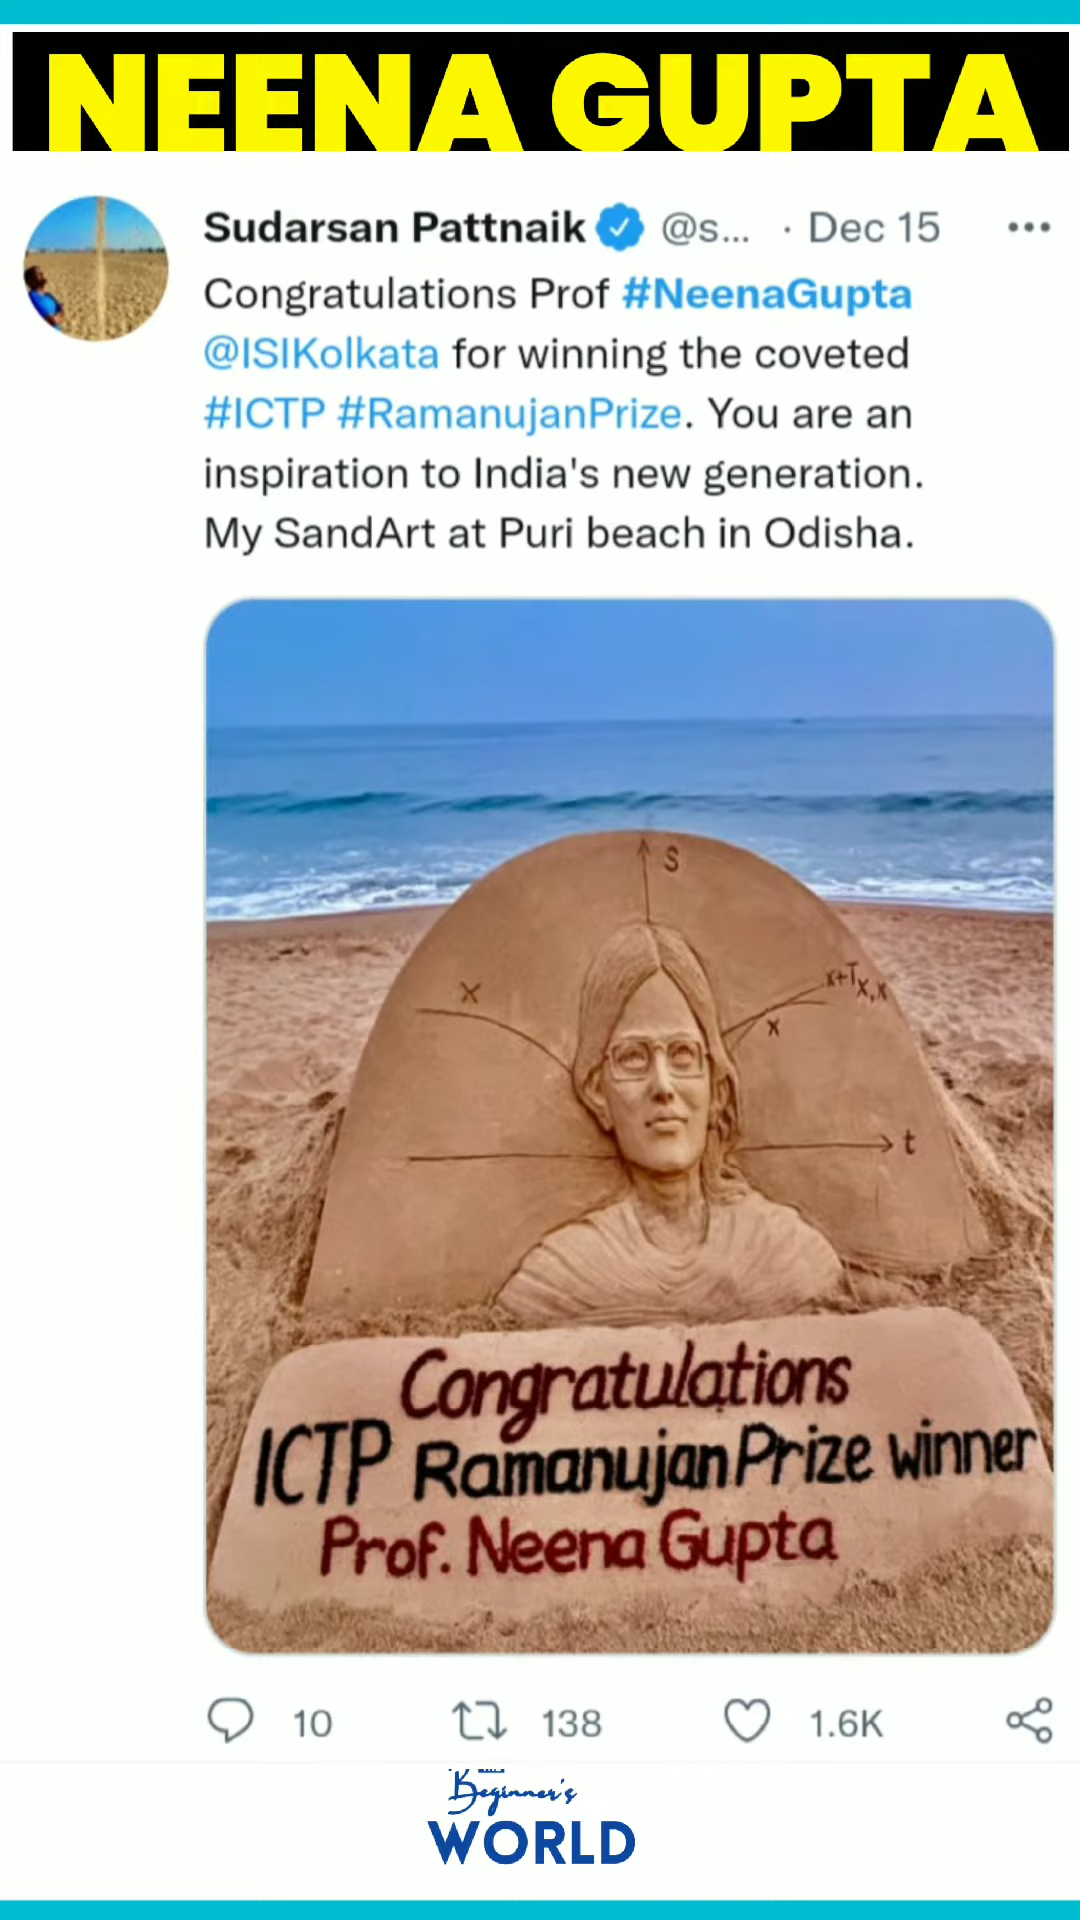 NEENA GUPTA
Sudarsan Pattnaik @s... · Dec 15
Congratulations Prof #NeenaGupta
@ISIKolkata for winning the coveted
#ICTP #RamanujanPrize. You are an
inspiration to India's new generation.
My SandArt at Puri beach in Odisha.
S
x
x+Tx,x
x
t
Congratulations
ICTP Ramanujan Prize winner
Prof. Neena Gupta
10 138 1.6K
Beginner's
WORLD